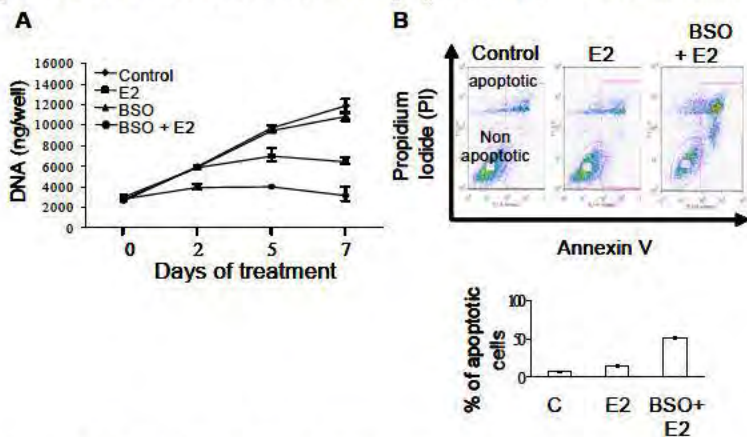 A
DNA (ng/well)
16000
14000
12000
10000
8000
6000
4000
2000
0
Control
E2
BSO
BSO + E2
0 2 5 7
Days of treatment
B
Control E2 BSO
+ E2
Propidium
Iodide (PI)
apoptotic
Non
apoptotic
Annexin V
% of apoptotic
cells
100
50
0
C E2 BSO+
E2